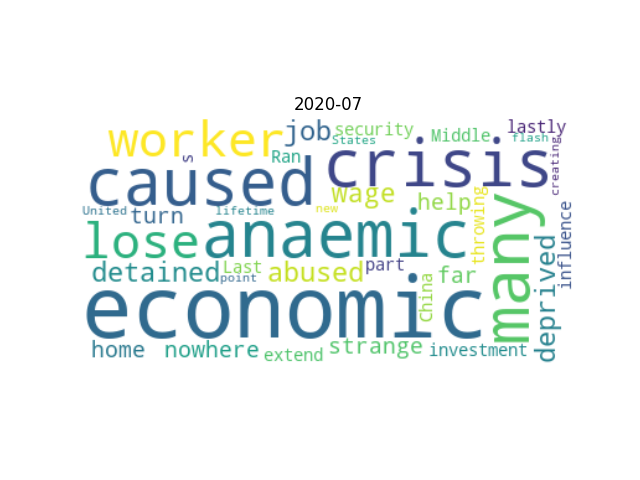 2020-07
worker job security Middle lastly
States flash
s Ran crisis creating
caused wage help throwing
United turn lifetime new many influence
lose anaemic deprived
detained Last abused part China far
point
economic
home nowhere extend strange investment